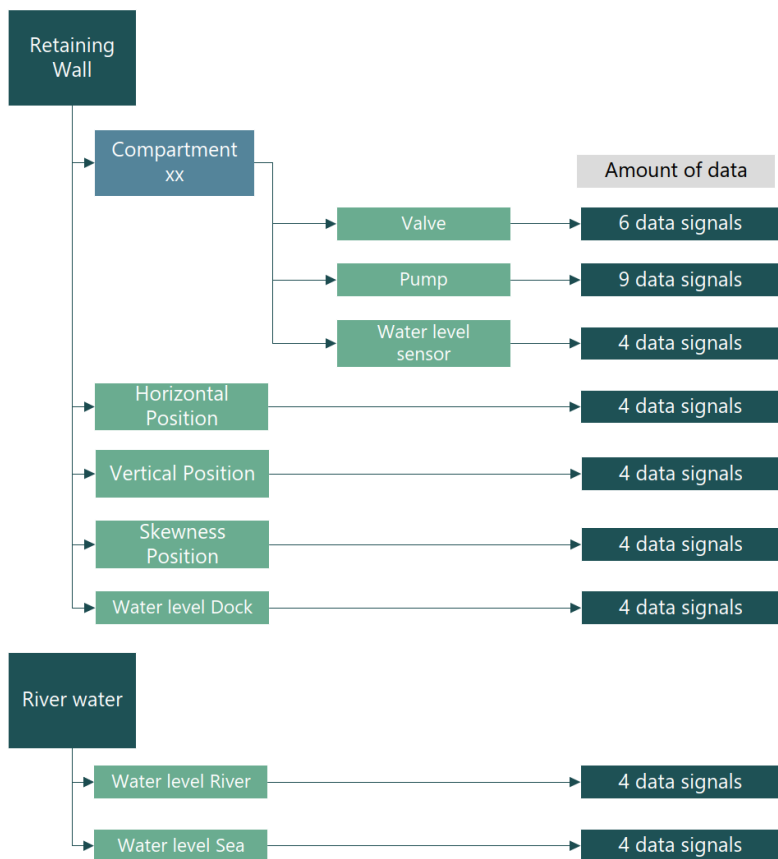 Retaining
Wall
Compartment
xx
Amount of data
Valve
6 data signals
Pump
9 data signals
Water level
sensor
4 data signals
Horizontal
Position
4 data signals
Vertical Position
4 data signals
Skewness
Position
4 data signals
Water level Dock
4 data signals
River water
Water level River
4 data signals
Water level Sea
4 data signals